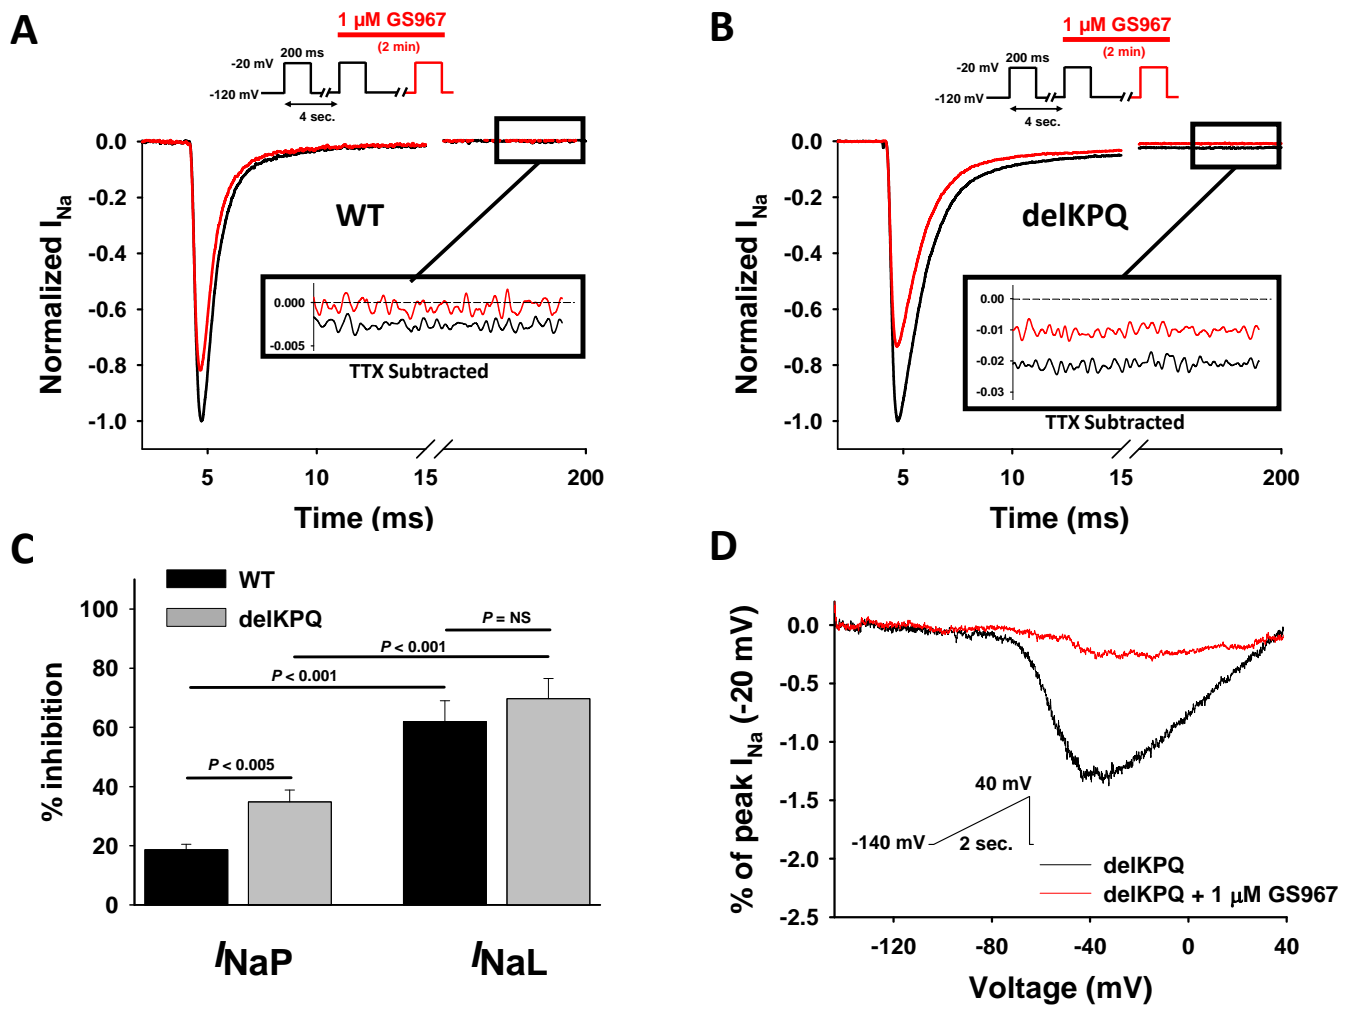 A
1 µM GS967
(2 min)
200 ms
-20 mV
-120 mV
4 sec.
0.0
-0.2
-0.4
-0.6
-0.8
-1.0
Normalized INa
WT
0.000
-0.005
TTX Subtracted
5
10
15
200
Time (ms)
B
1 µM GS967
(2 min)
200 ms
-20 mV
-120 mV
4 sec.
0.0
-0.2
-0.4
-0.6
-0.8
-1.0
Normalized INa
delKPQ
0.00
-0.01
-0.02
-0.03
TTX Subtracted
5
10
15
200
Time (ms)
C
WT
delKPQ
100
80
60
40
20
0
% inhibition
P < 0.005
P < 0.001
P < 0.001
P = NS
INaP
INaL
D
0.0
-0.5
-1.0
-1.5
-2.0
-2.5
% of peak INa (-20 mV)
40 mV
-140 mV
2 sec.
delKPQ
delKPQ + 1 µM GS967
-120
-80
-40
0
40
Voltage (mV)